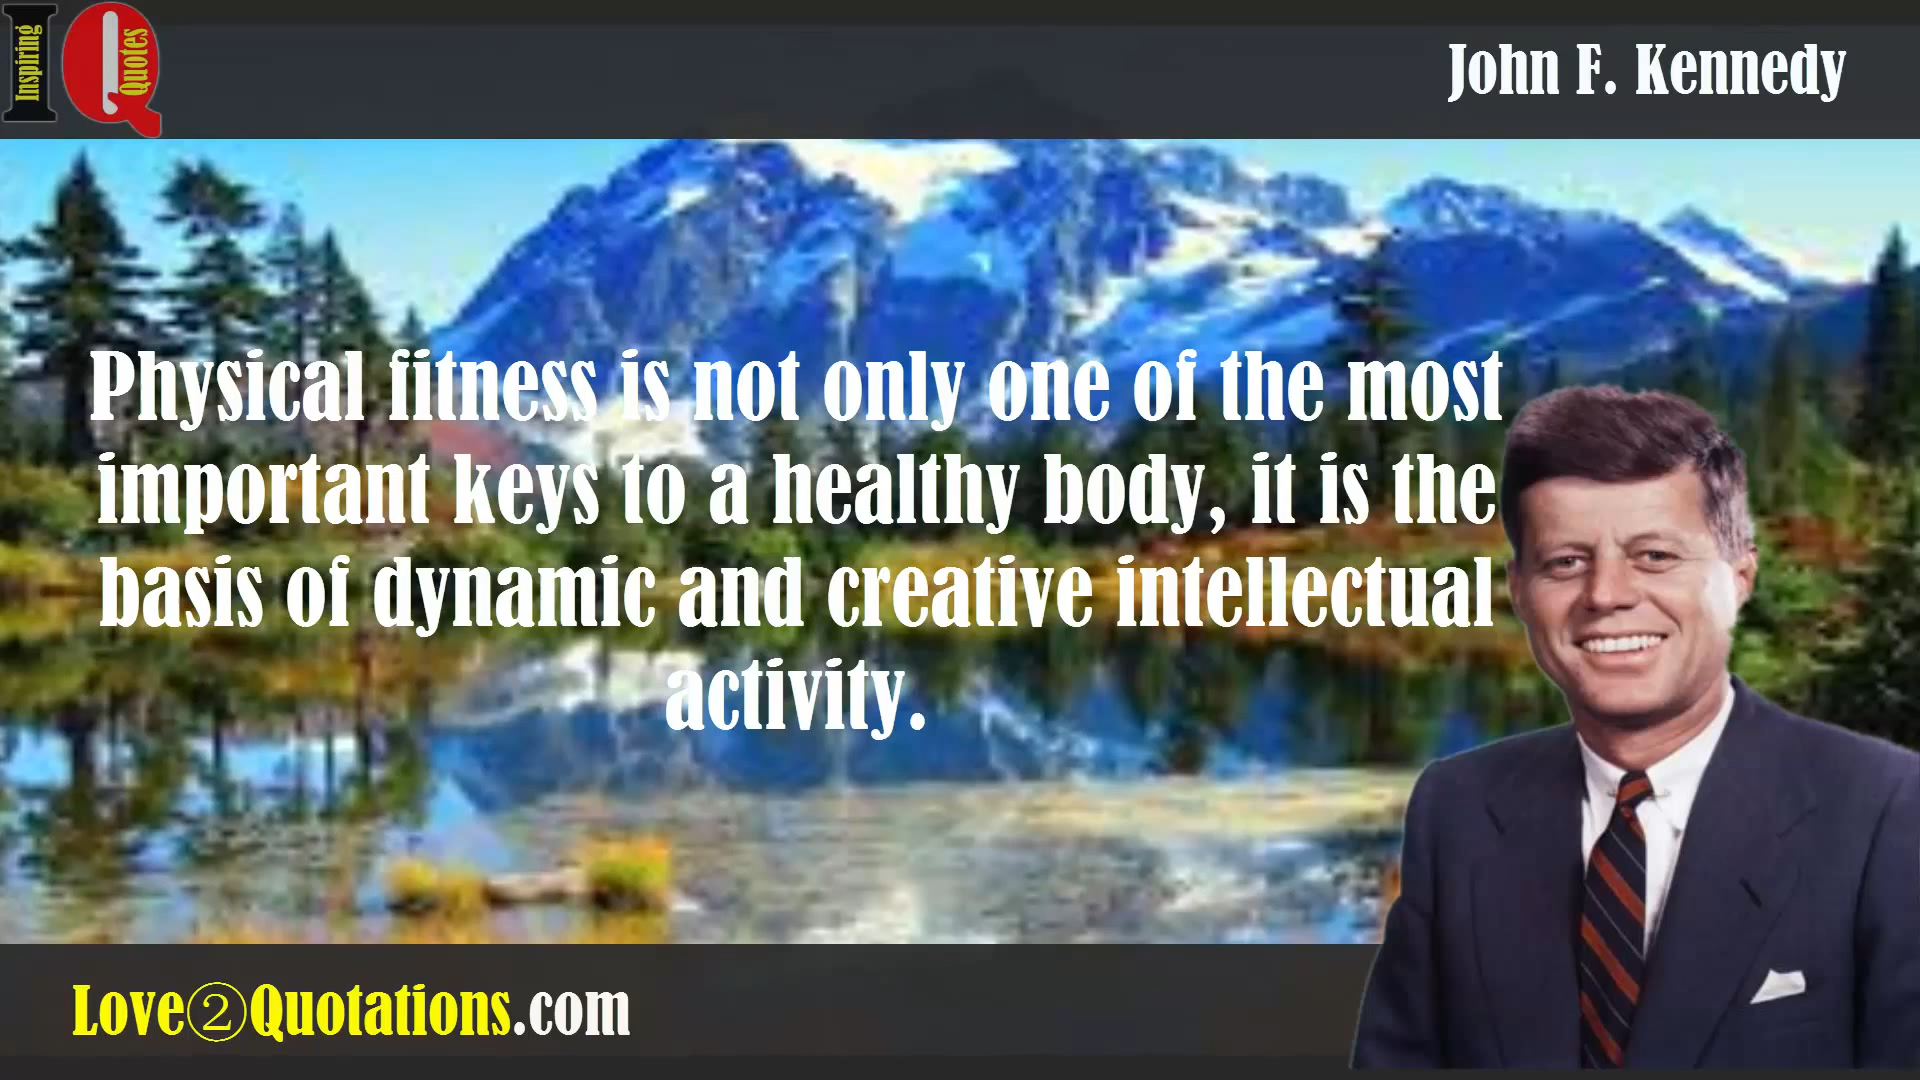 Inspiring
Quotes
John F. Kennedy
Physical fitness is not only one of the most
important keys to a healthy body, it is the
basis of dynamic and creative intellectual
activity.
Love②Quotations.com